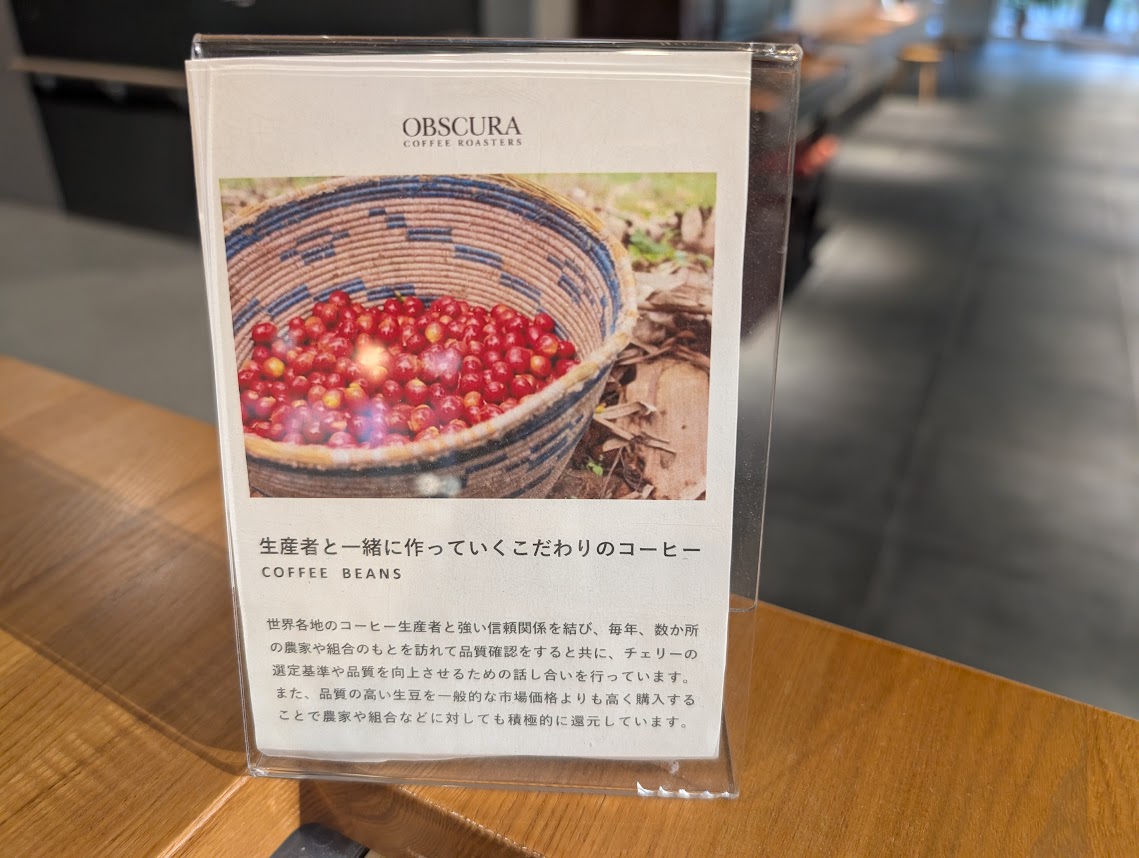 OBSCURA
COFFEE ROASTERS
生産者と一緒に作っていくこだわりのコーヒー
COFFEE BEANS
世界各地のコーヒー生産者と強い信頼関係を結び、毎年、数か所
の農家や組合のもとを訪れて品質確認をすると共に、チェリーの
選定基準や品質を向上させるための話し合いを行っています。
また、品質の高い生豆を一般的な市場価格よりも高く購入する
ことで農家や組合などに対しても積極的に還元しています。